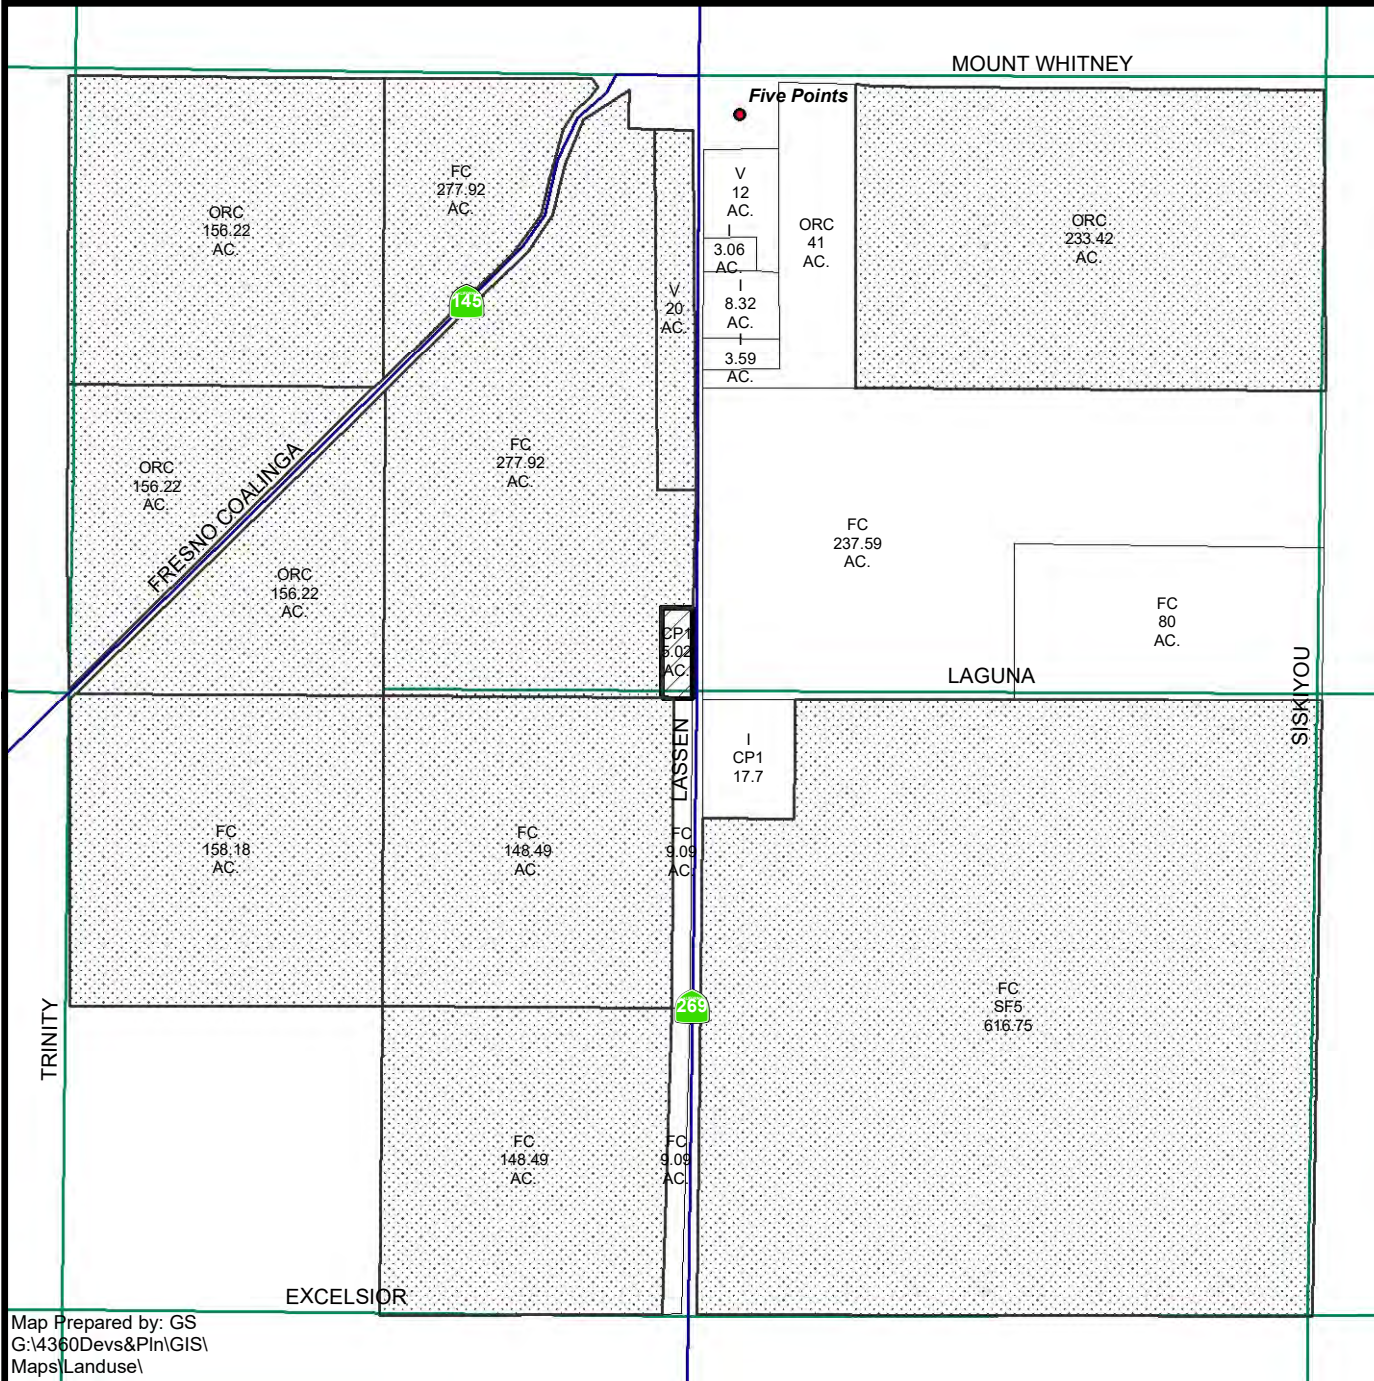 MOUNT WHITNEY
Five Points
FC
277.92
AC.
V
12
AC.
ORC
156.22
AC.
ORC
41
AC.
ORC
233.42
AC.
I
3.06
AC.
145
V
20
AC.
I
8.32
AC.
I
3.59
AC.
FRESNO COALINGA
ORC
156.22
AC.
FC
277.92
AC.
FC
237.59
AC.
ORC
156.22
AC.
FC
80
AC.
CP1
5.02
AC.
LAGUNA
SISKIYOU
LASSEN
I
CP1
17.7
FC
158.18
AC.
FC
148.49
AC.
FC
9.09
AC.
269
FC
SF5
616.75
TRINITY
FC
148.49
AC.
FC
9.09
AC.
EXCELSIOR
Map Prepared by: GS
G:\4360Devs&Pln\GIS\
Maps\Landuse\